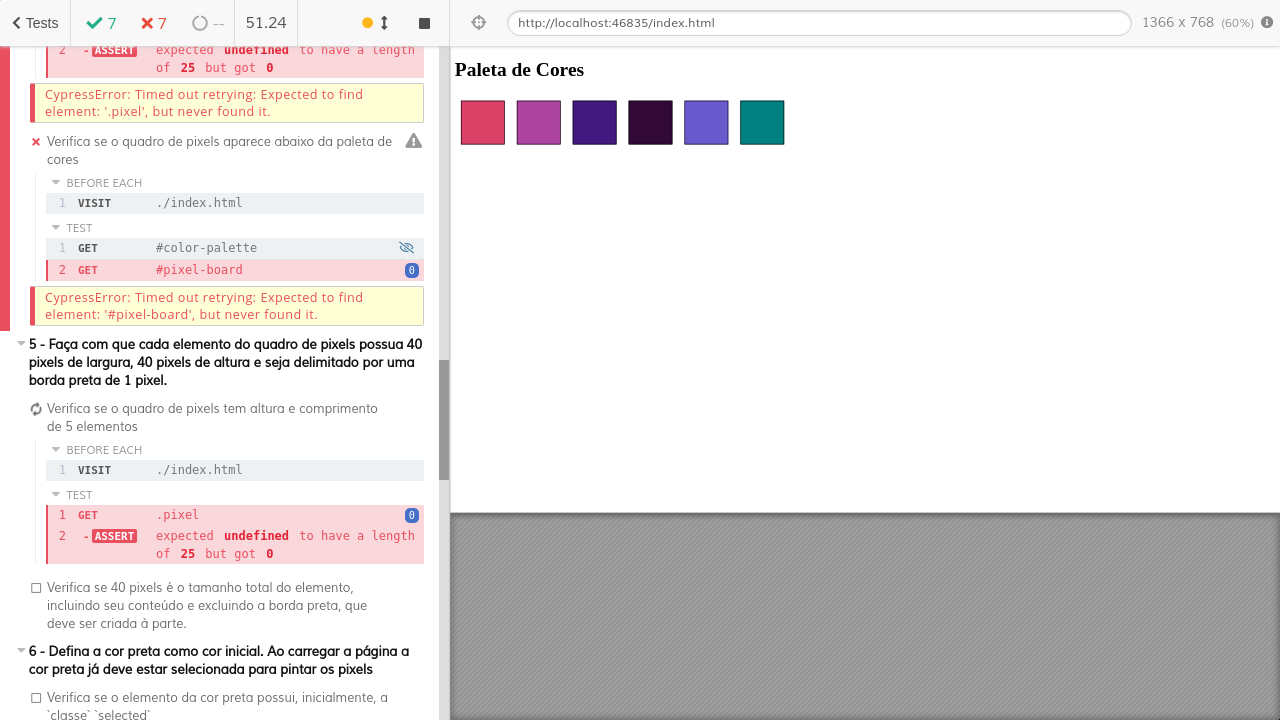 Tests
7
7
--
51.24
http://localhost:46835/index.html
1366 x 768 (60%)
2 -ASSERT expected undefined to have a length
of 25 but got 0
CypressError: Timed out retrying: Expected to find
element: '.pixel', but never found it.
Verifica se o quadro de pixels aparece abaixo da paleta de
cores
BEFORE EACH
1 VISIT ./index.html
TEST
1 GET #color-palette
2 GET #pixel-board 0
CypressError: Timed out retrying: Expected to find
element: '#pixel-board', but never found it.
5 - Faça com que cada elemento do quadro de pixels possua 40
pixels de largura, 40 pixels de altura e seja delimitado por uma
borda preta de 1 pixel.
Verifica se o quadro de pixels tem altura e comprimento
de 5 elementos
BEFORE EACH
1 VISIT ./index.html
TEST
1 GET .pixel 0
2 -ASSERT expected undefined to have a length
of 25 but got 0
Verifica se 40 pixels é o tamanho total do elemento,
incluindo seu conteúdo e excluindo a borda preta, que
deve ser criada à parte.
6 - Defina a cor preta como cor inicial. Ao carregar a página a
cor preta já deve estar selecionada para pintar os pixels
Verifica se o elemento da cor preta possui, inicialmente, a
`classe` `selected`
Paleta de Cores